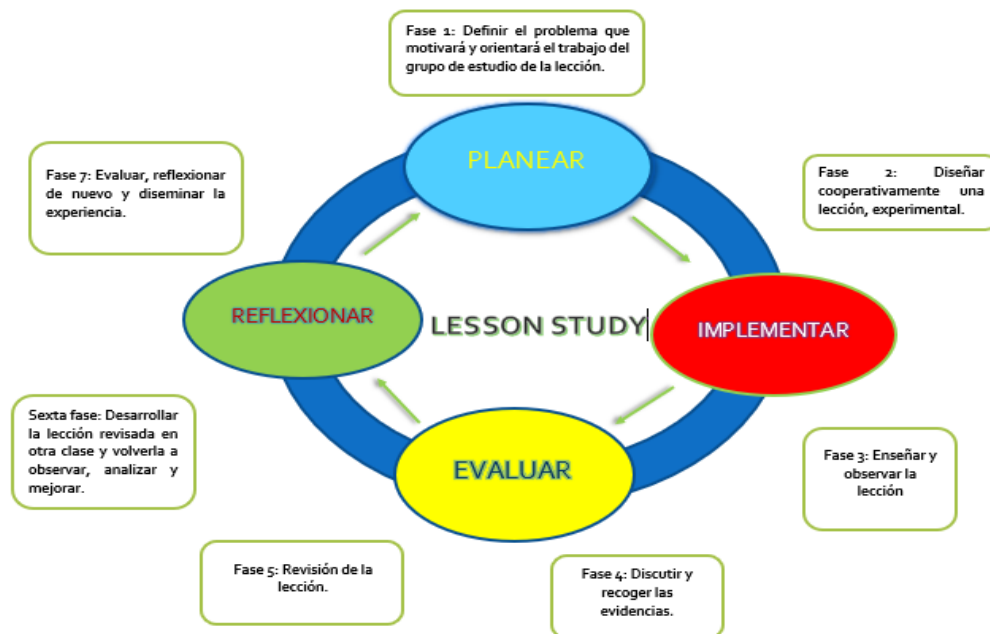 Fase 1: Definir el problema que
motivará y orientará el trabajo del
grupo de estudio de la lección.
PLANEAR
Fase 7: Evaluar, reflexionar
de nuevo y diseminar la
experiencia.
Fase 2: Diseñar
cooperativamente una
lección, experimental.
REFLEXIONAR
LESSON STUDY
IMPLEMENTAR
Sexta fase: Desarrollar
la lección revisada en
otra clase y volverla a
observar, analizar y
mejorar.
EVALUAR
Fase 3: Enseñar y
observar la
lección
Fase 5: Revisión de la
lección.
Fase 4: Discutir y
recoger las
evidencias.